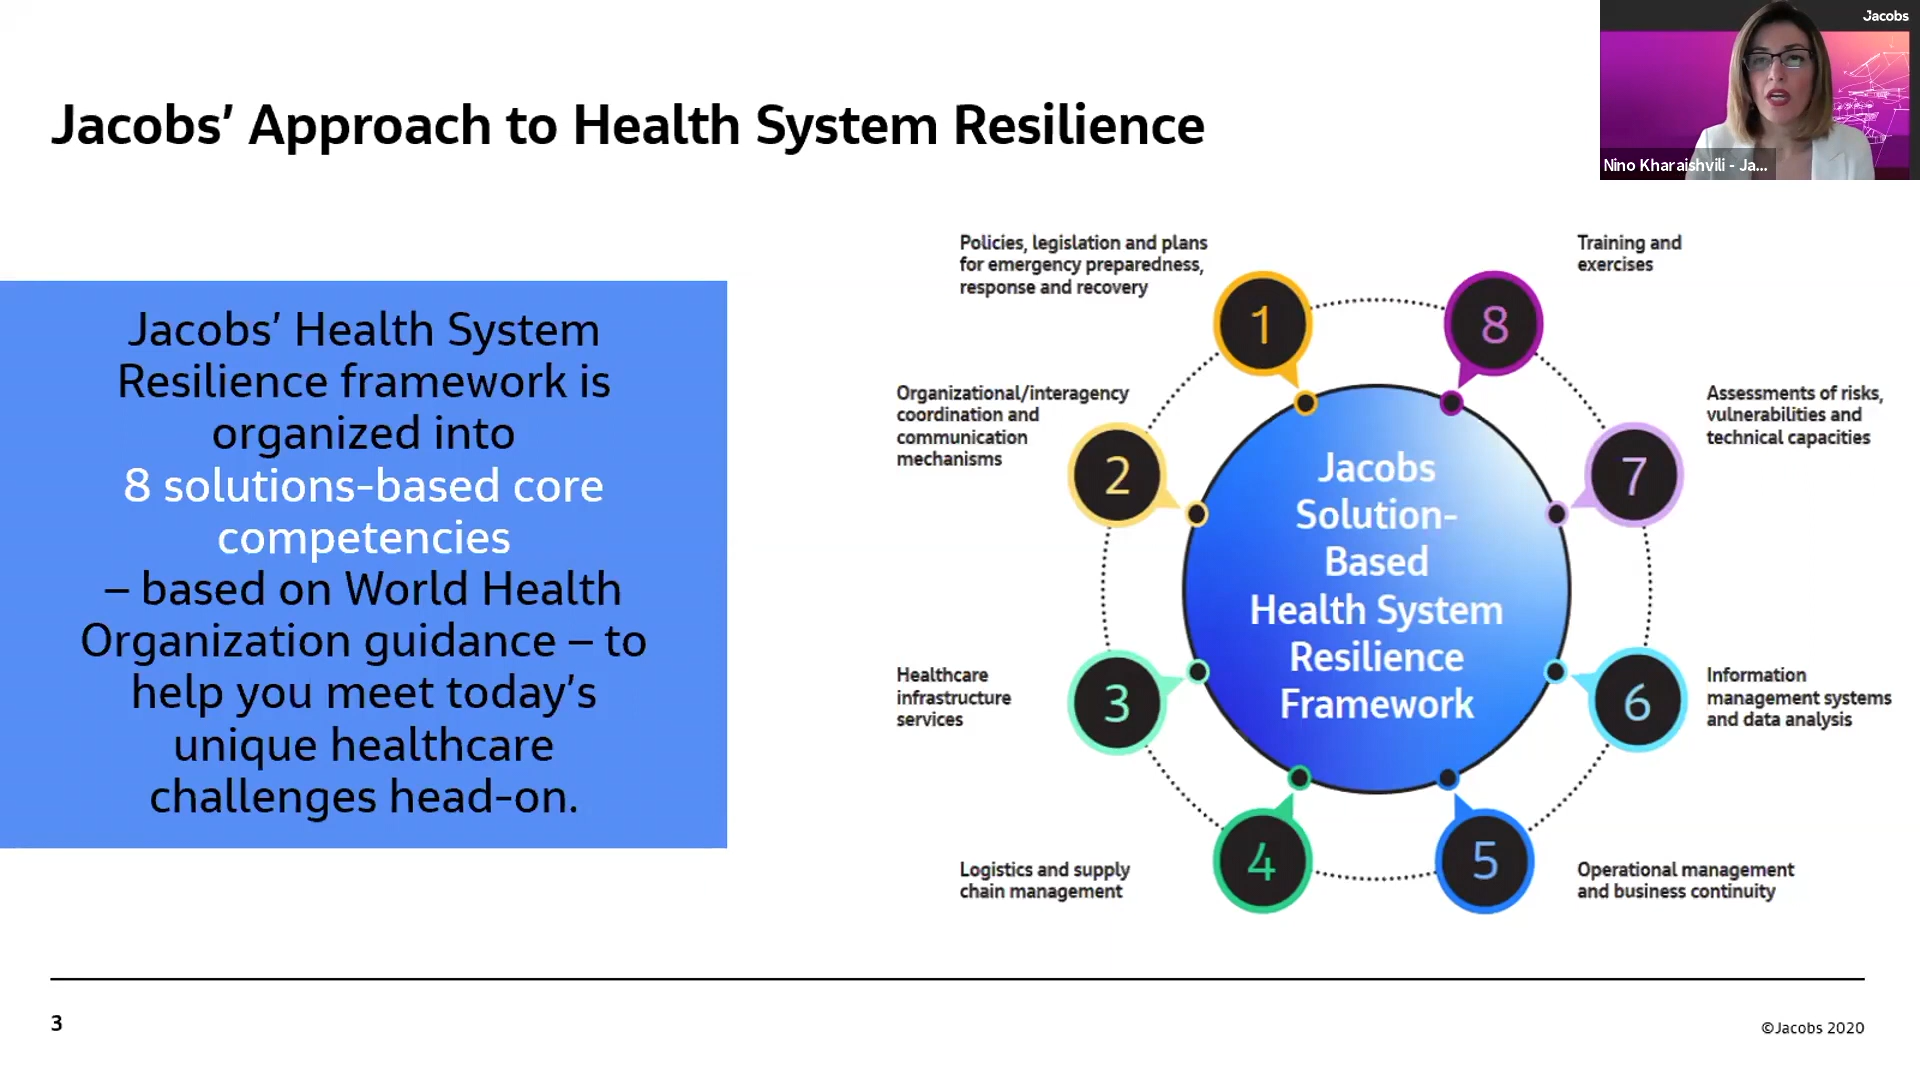 Jacobs
Nino Kharaishvili - Ja...
Jacobs’ Approach to Health System Resilience
Jacobs’ Health System
Resilience framework is
organized into
8 solutions-based core
competencies
– based on World Health
Organization guidance – to
help you meet today’s
unique healthcare
challenges head-on.
Policies, legislation and plans
for emergency preparedness,
response and recovery
1
Organizational/interagency
coordination and
communication
mechanisms
2
Healthcare
infrastructure
services
3
Logistics and supply
chain management
4
Jacobs
Solution-
Based
Health System
Resilience
Framework
5
Operational management
and business continuity
6
Information
management systems
and data analysis
7
Assessments of risks,
vulnerabilities and
technical capacities
8
Training and
exercises
3
©Jacobs 2020